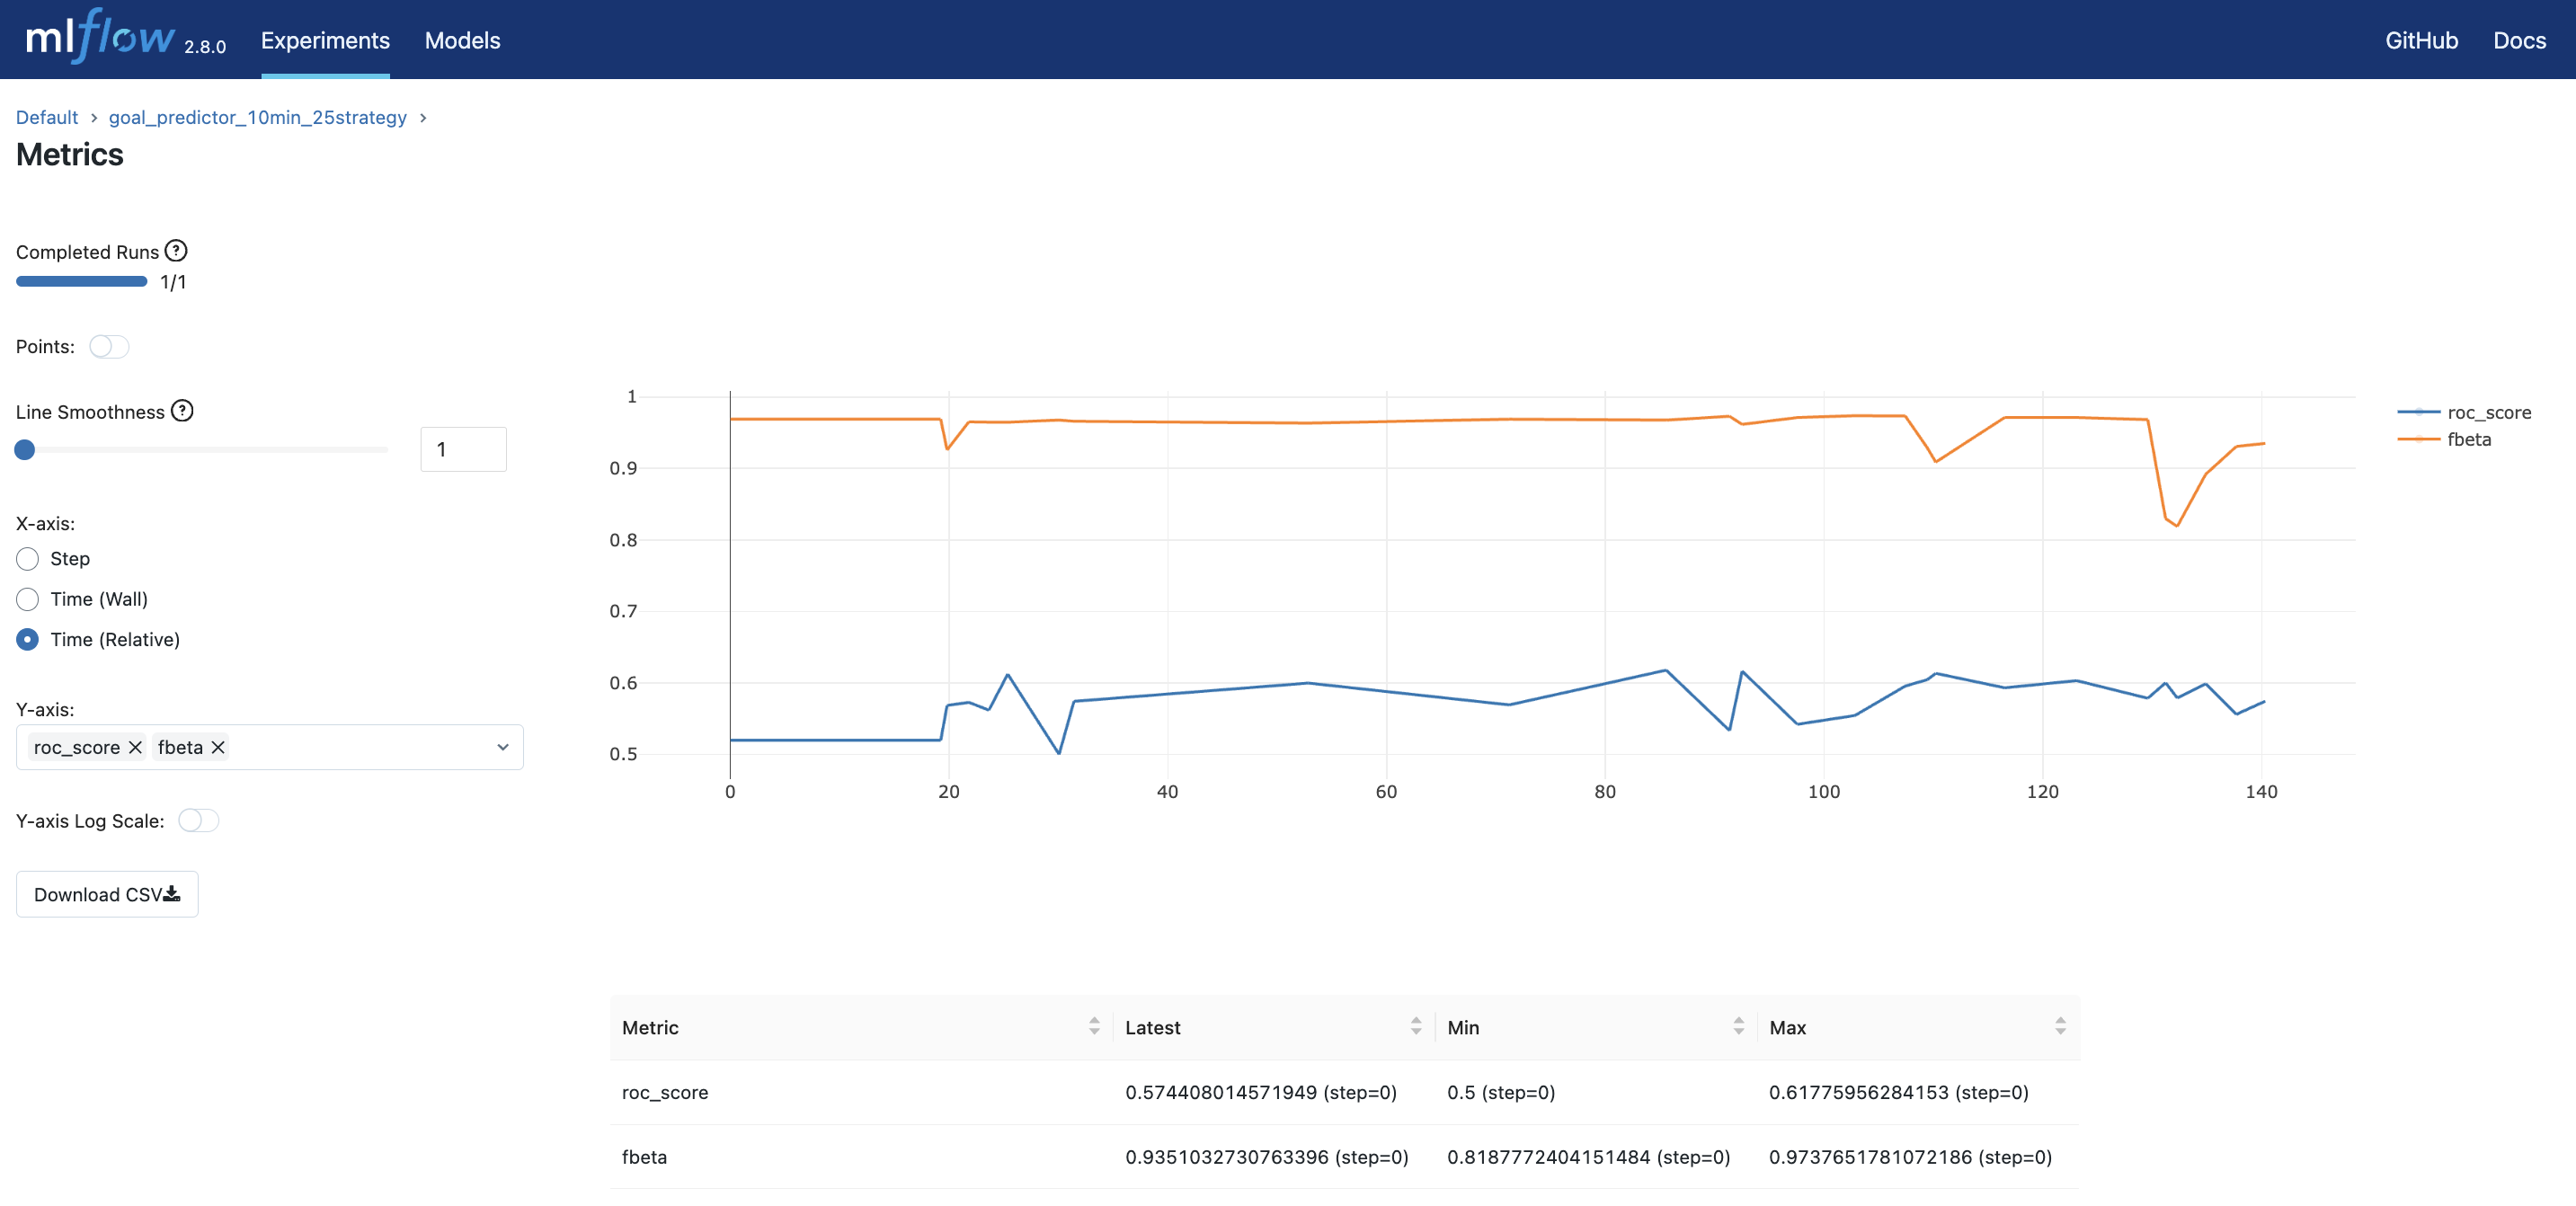 mlflow 2.8.0 Experiments Models GitHub Docs
Default > goal_predictor_10min_25strategy >
Metrics
Completed Runs ?
1/1
Points:
Line Smoothness ?
1
X-axis:
Step
Time (Wall)
Time (Relative)
Y-axis:
roc_score fbeta
Y-axis Log Scale:
Download CSV
1
0.9
0.8
0.7
0.6
0.5
0 20 40 60 80 100 120 140
roc_score
fbeta
Metric Latest Min Max
roc_score 0.574408014571949 (step=0) 0.5 (step=0) 0.61775956284153 (step=0)
fbeta 0.9351032730763396 (step=0) 0.8187772404151484 (step=0) 0.9737651781072186 (step=0)